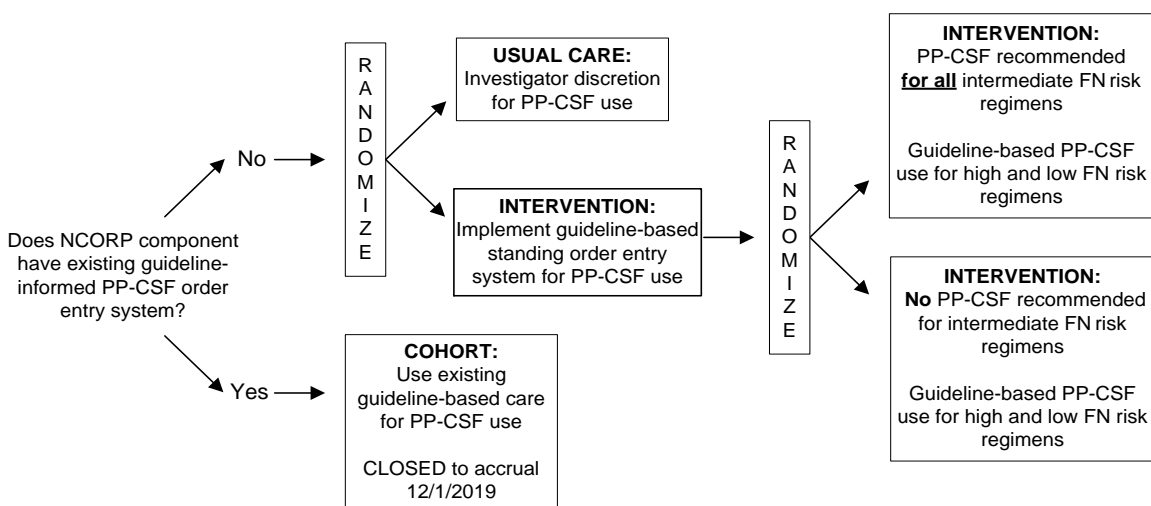 Does NCORP component
have existing guideline-
informed PP-CSF order
entry system?
No
Yes
R
A
N
D
O
M
I
Z
E
USUAL CARE:
Investigator discretion
for PP-CSF use
INTERVENTION:
Implement guideline-based
standing order entry
system for PP-CSF use
COHORT:
Use existing
guideline-based care
for PP-CSF use
CLOSED to accrual
12/1/2019
R
A
N
D
O
M
I
Z
E
INTERVENTION:
PP-CSF recommended
for all intermediate FN risk
regimens
Guideline-based PP-CSF
use for high and low FN risk
regimens
INTERVENTION:
No PP-CSF recommended
for intermediate FN risk
regimens
Guideline-based PP-CSF
use for high and low FN risk
regimens